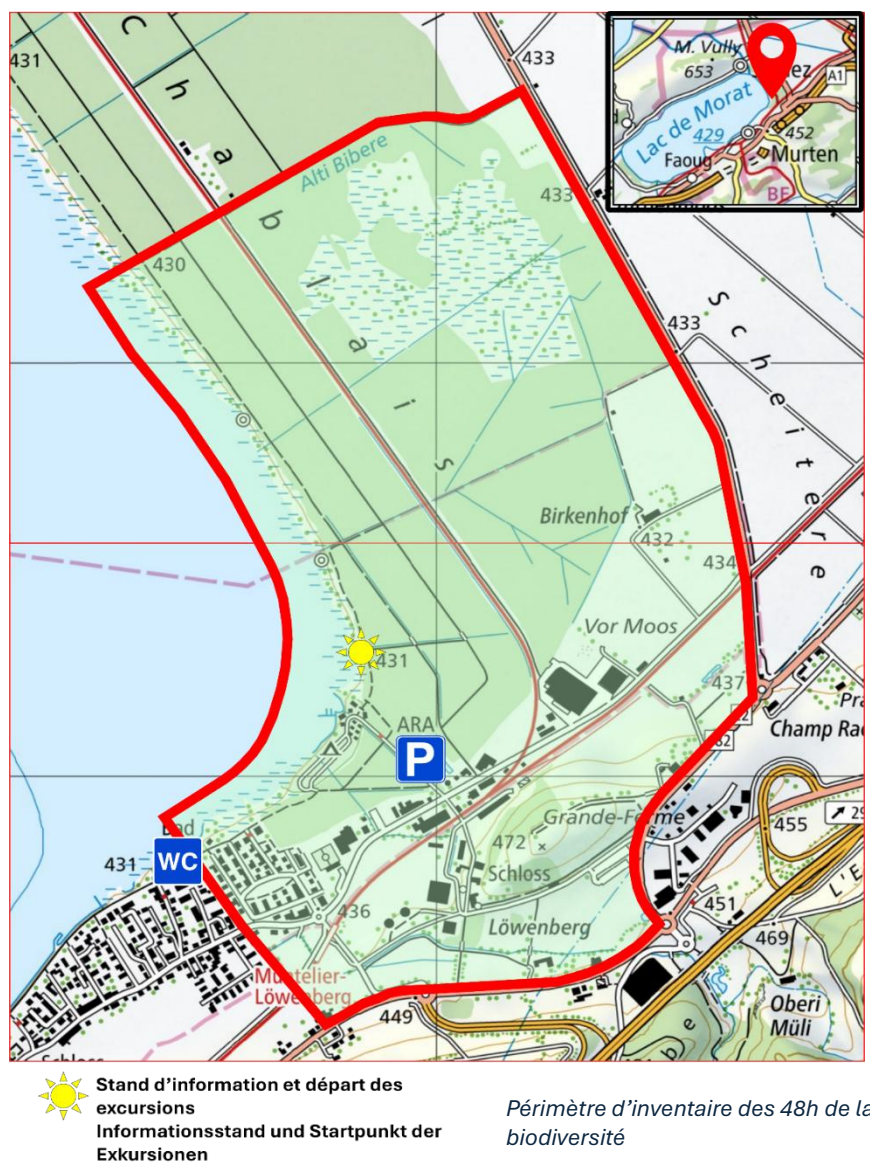 431
C
h
a
b
l
a
i
s
433
M. Vully
653
ez
A1
Lac de Morat
429
452
Faoug
Murten
BE
Alti Bibere
433
430
S
c
h
e
i
t
e
r
e
433
Birkenhof
432
434
Vor Moos
431
437
ARA
P
Champ Ra
Grande-Ferme
455
472
Schloss
431
WC
436
451
Löwenberg
469
Muntelier-
Löwenberg
449
Oberi
Müli
Stand d'information et départ des
excursions
Informationsstand und Startpunkt der
Exkursionen
Périmètre d'inventaire des 48h de la
biodiversité